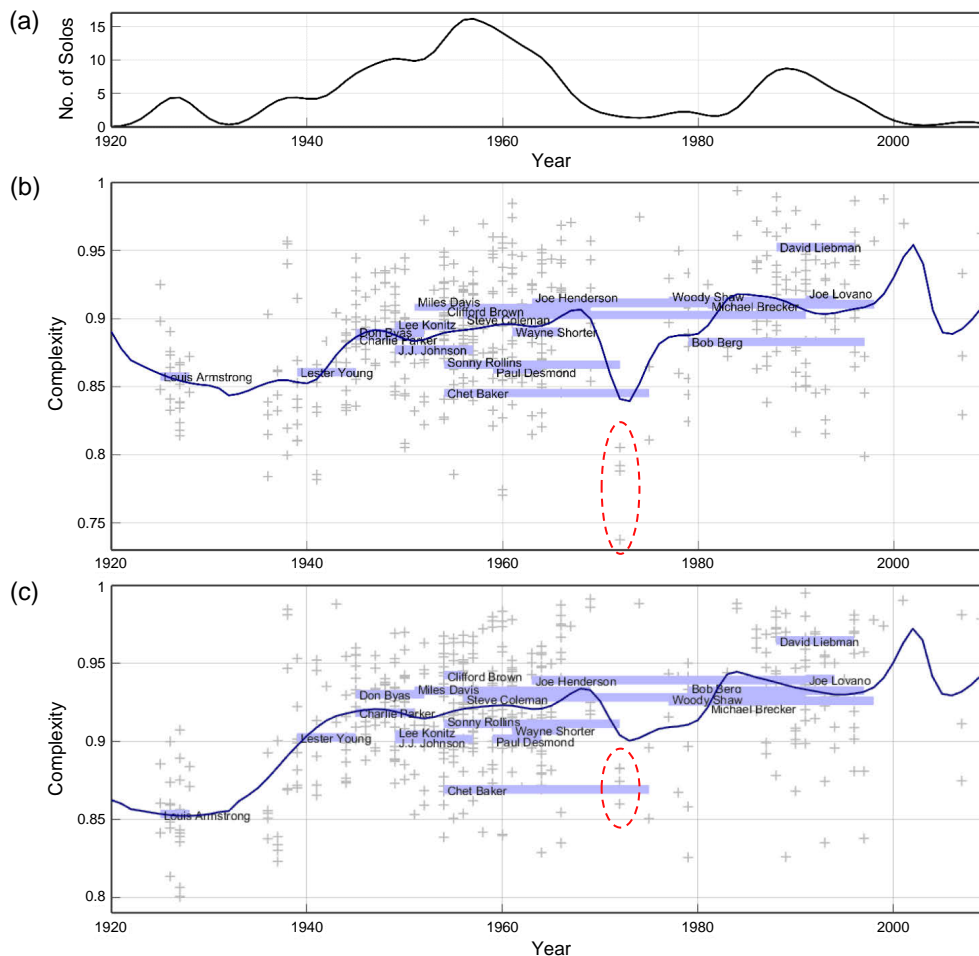 (a)
No. of Solos
15
10
5
0
1920
1940
1960
1980
2000
Year
(b)
Complexity
1
0.95
0.9
0.85
0.8
0.75
David Liebman
Joe Lovano
Joe Henderson
Woody Shaw
Miles Davis
Michael Brecker
Clifford Brown
Steve Coleman
Lee Konitz
Don Byas
Wayne Shorter
Charlie Parker
Bob Berg
J.J. Johnson
Sonny Rollins
Louis Armstrong
Lester Young
Paul Desmond
Chet Baker
1920
1940
1960
1980
2000
(c)
Complexity
1
0.95
0.9
0.85
0.8
David Liebman
Clifford Brown
Joe Henderson
Joe Lovano
Miles Davis
Bob Berg
Don Byas
Steve Coleman
Woody Shaw
Michael Brecker
Charlie Parker
Sonny Rollins
Lee Konitz
Wayne Shorter
Lester Young
J.J. Johnson
Paul Desmond
Chet Baker
Louis Armstrong
1920
1940
1960
1980
2000
Year